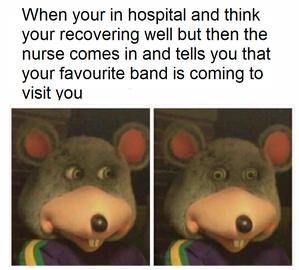 When your in hospital and think
your recovering well but then the
nurse comes in and tells you that
your favourite band is coming to
visit you